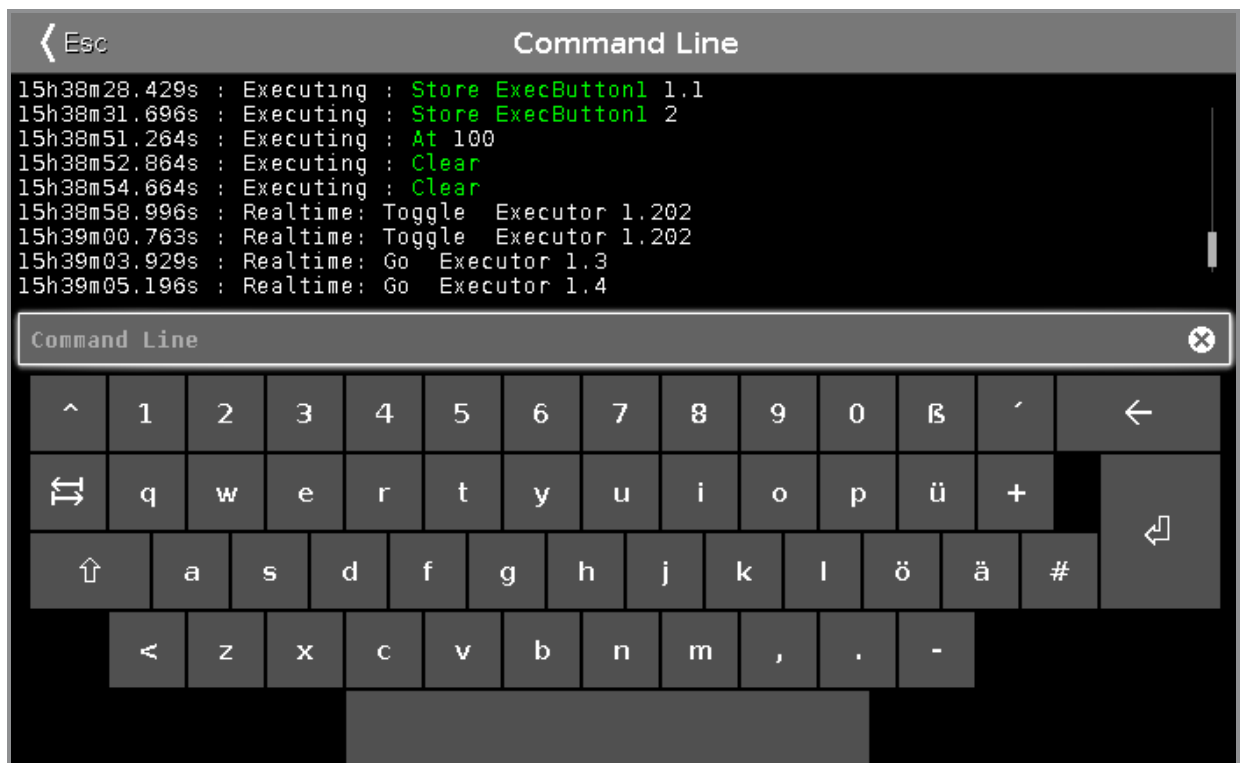 Esc Command Line
15h38m28.429s : Executing : Store ExecButton1 1.1
15h38m31.696s : Executing : Store ExecButton1 2
15h38m51.264s : Executing : At 100
15h38m52.864s : Executing : Clear
15h38m54.664s : Executing : Clear
15h38m58.996s : Realtime: Toggle  Executor 1.202
15h39m00.763s : Realtime: Toggle  Executor 1.202
15h39m03.929s : Realtime: Go  Executor 1.3
15h39m05.196s : Realtime: Go  Executor 1.4
Command Line
^ 1 2 3 4 5 6 7 8 9 0 ß ´ ←
q w e r t y u i o p ü +
a s d f g h j k l ö ä #
< z x c v b n m , . -